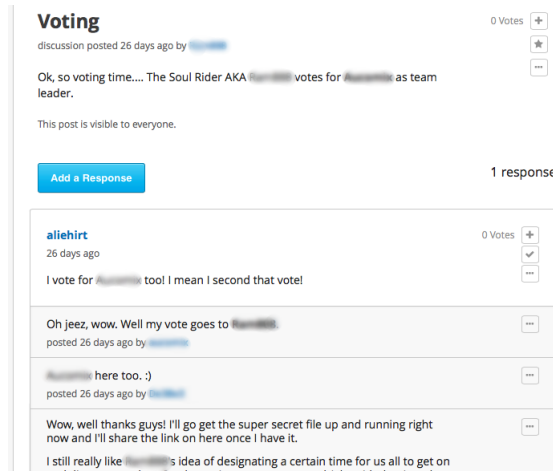 Voting
0 Votes
discussion posted 26 days ago by
Ok, so voting time.... The Soul Rider AKA votes for as team
leader.
This post is visible to everyone.
Add a Response
1 response
aliehirt
0 Votes
26 days ago
I vote for too! I mean I second that vote!
Oh jeez, wow. Well my vote goes to
posted 26 days ago by
here too. :)
posted 26 days ago by
Wow, well thanks guys! I'll go get the super secret file up and running right
now and I'll share the link on here once I have it.
I still really like 's idea of designating a certain time for us all to get on